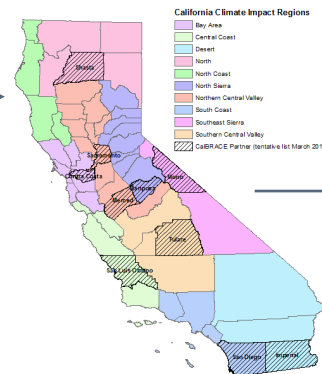 California Climate Impact Regions
Bay Area
Central Coast
Desert
North
North Coast
North Sierra
Northern Central Valley
South Coast
Southeast Sierra
Southern Central Valley
CalBRACE Partner (tentative list March 201
Shasta
Sacramento
Contra Costa
Mono
Mariposa
Merced
Tulare
San Luis Obispo
San Diego
Imperial